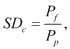 SD_c = P_f / P_p ,